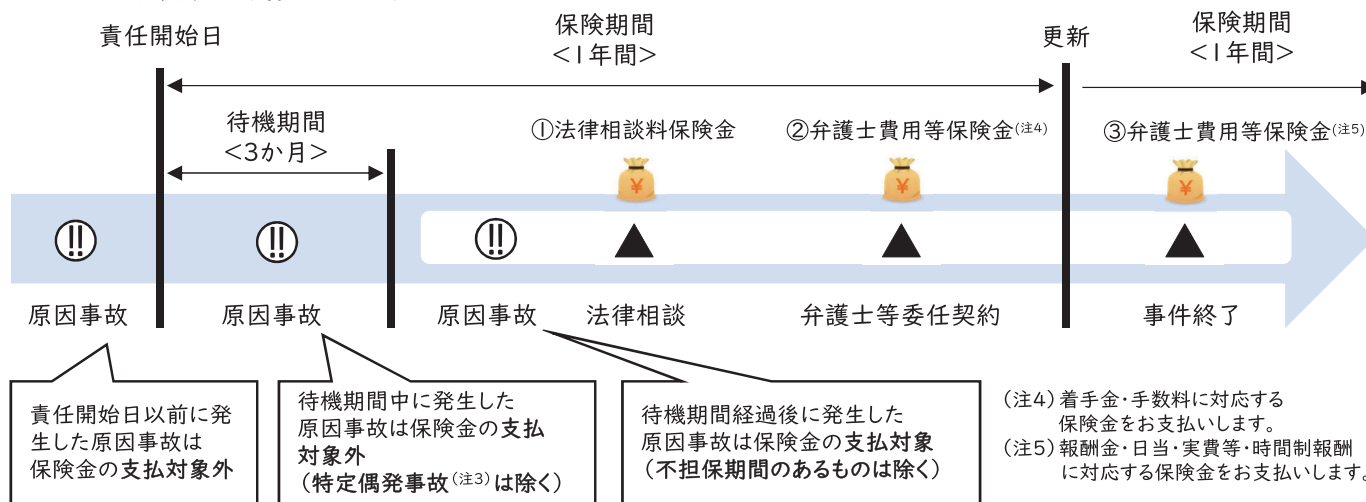 責任開始日
保険期間
<1年間>
更新
保険期間
<1年間>
待機期間
<3か月>
①法律相談料保険金
②弁護士費用等保険金(注4)
③弁護士費用等保険金(注5)
¥
¥
¥
!!
!!
!!
原因事故
原因事故
原因事故
法律相談
弁護士等委任契約
事件終了
責任開始日以前に発
生した原因事故は
保険金の支払対象外
待機期間中に発生した
原因事故は保険金の支払
対象外
(特定偶発事故(注3)は除く)
待機期間経過後に発生した
原因事故は保険金の支払対象
(不担保期間のあるものは除く)
(注4)着手金・手数料に対応する
保険金をお支払いします。
(注5)報酬金・日当・実費等・時間制報酬
に対応する保険金をお支払いします。